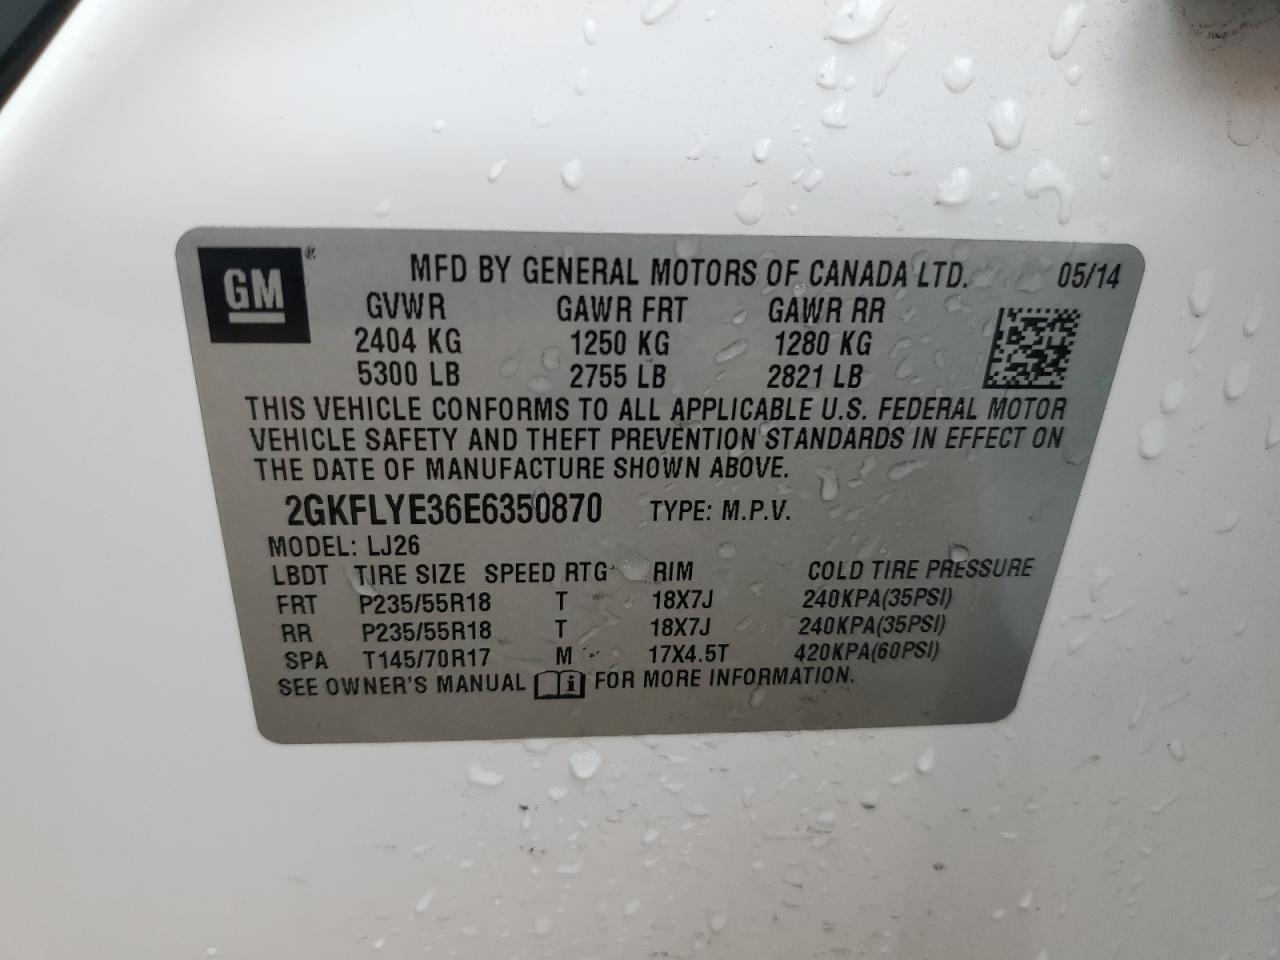 GM® MFD BY GENERAL MOTORS OF CANADA LTD. 05/14
GVWR GAWR FRT GAWR RR
2404 KG 1250 KG 1280 KG
5300 LB 2755 LB 2821 LB
THIS VEHICLE CONFORMS TO ALL APPLICABLE U.S. FEDERAL MOTOR
VEHICLE SAFETY AND THEFT PREVENTION STANDARDS IN EFFECT ON
THE DATE OF MANUFACTURE SHOWN ABOVE.
2GKFLYE36E6350870 TYPE: M.P.V.
MODEL: LJ26
LBDT TIRE SIZE SPEED RTG RIM COLD TIRE PRESSURE
FRT P235/55R18 T 18X7J 240KPA(35PSI)
RR P235/55R18 T 18X7J 240KPA(35PSI)
SPA T145/70R17 M 17X4.5T 420KPA(60PSI)
SEE OWNER'S MANUAL i FOR MORE INFORMATION.